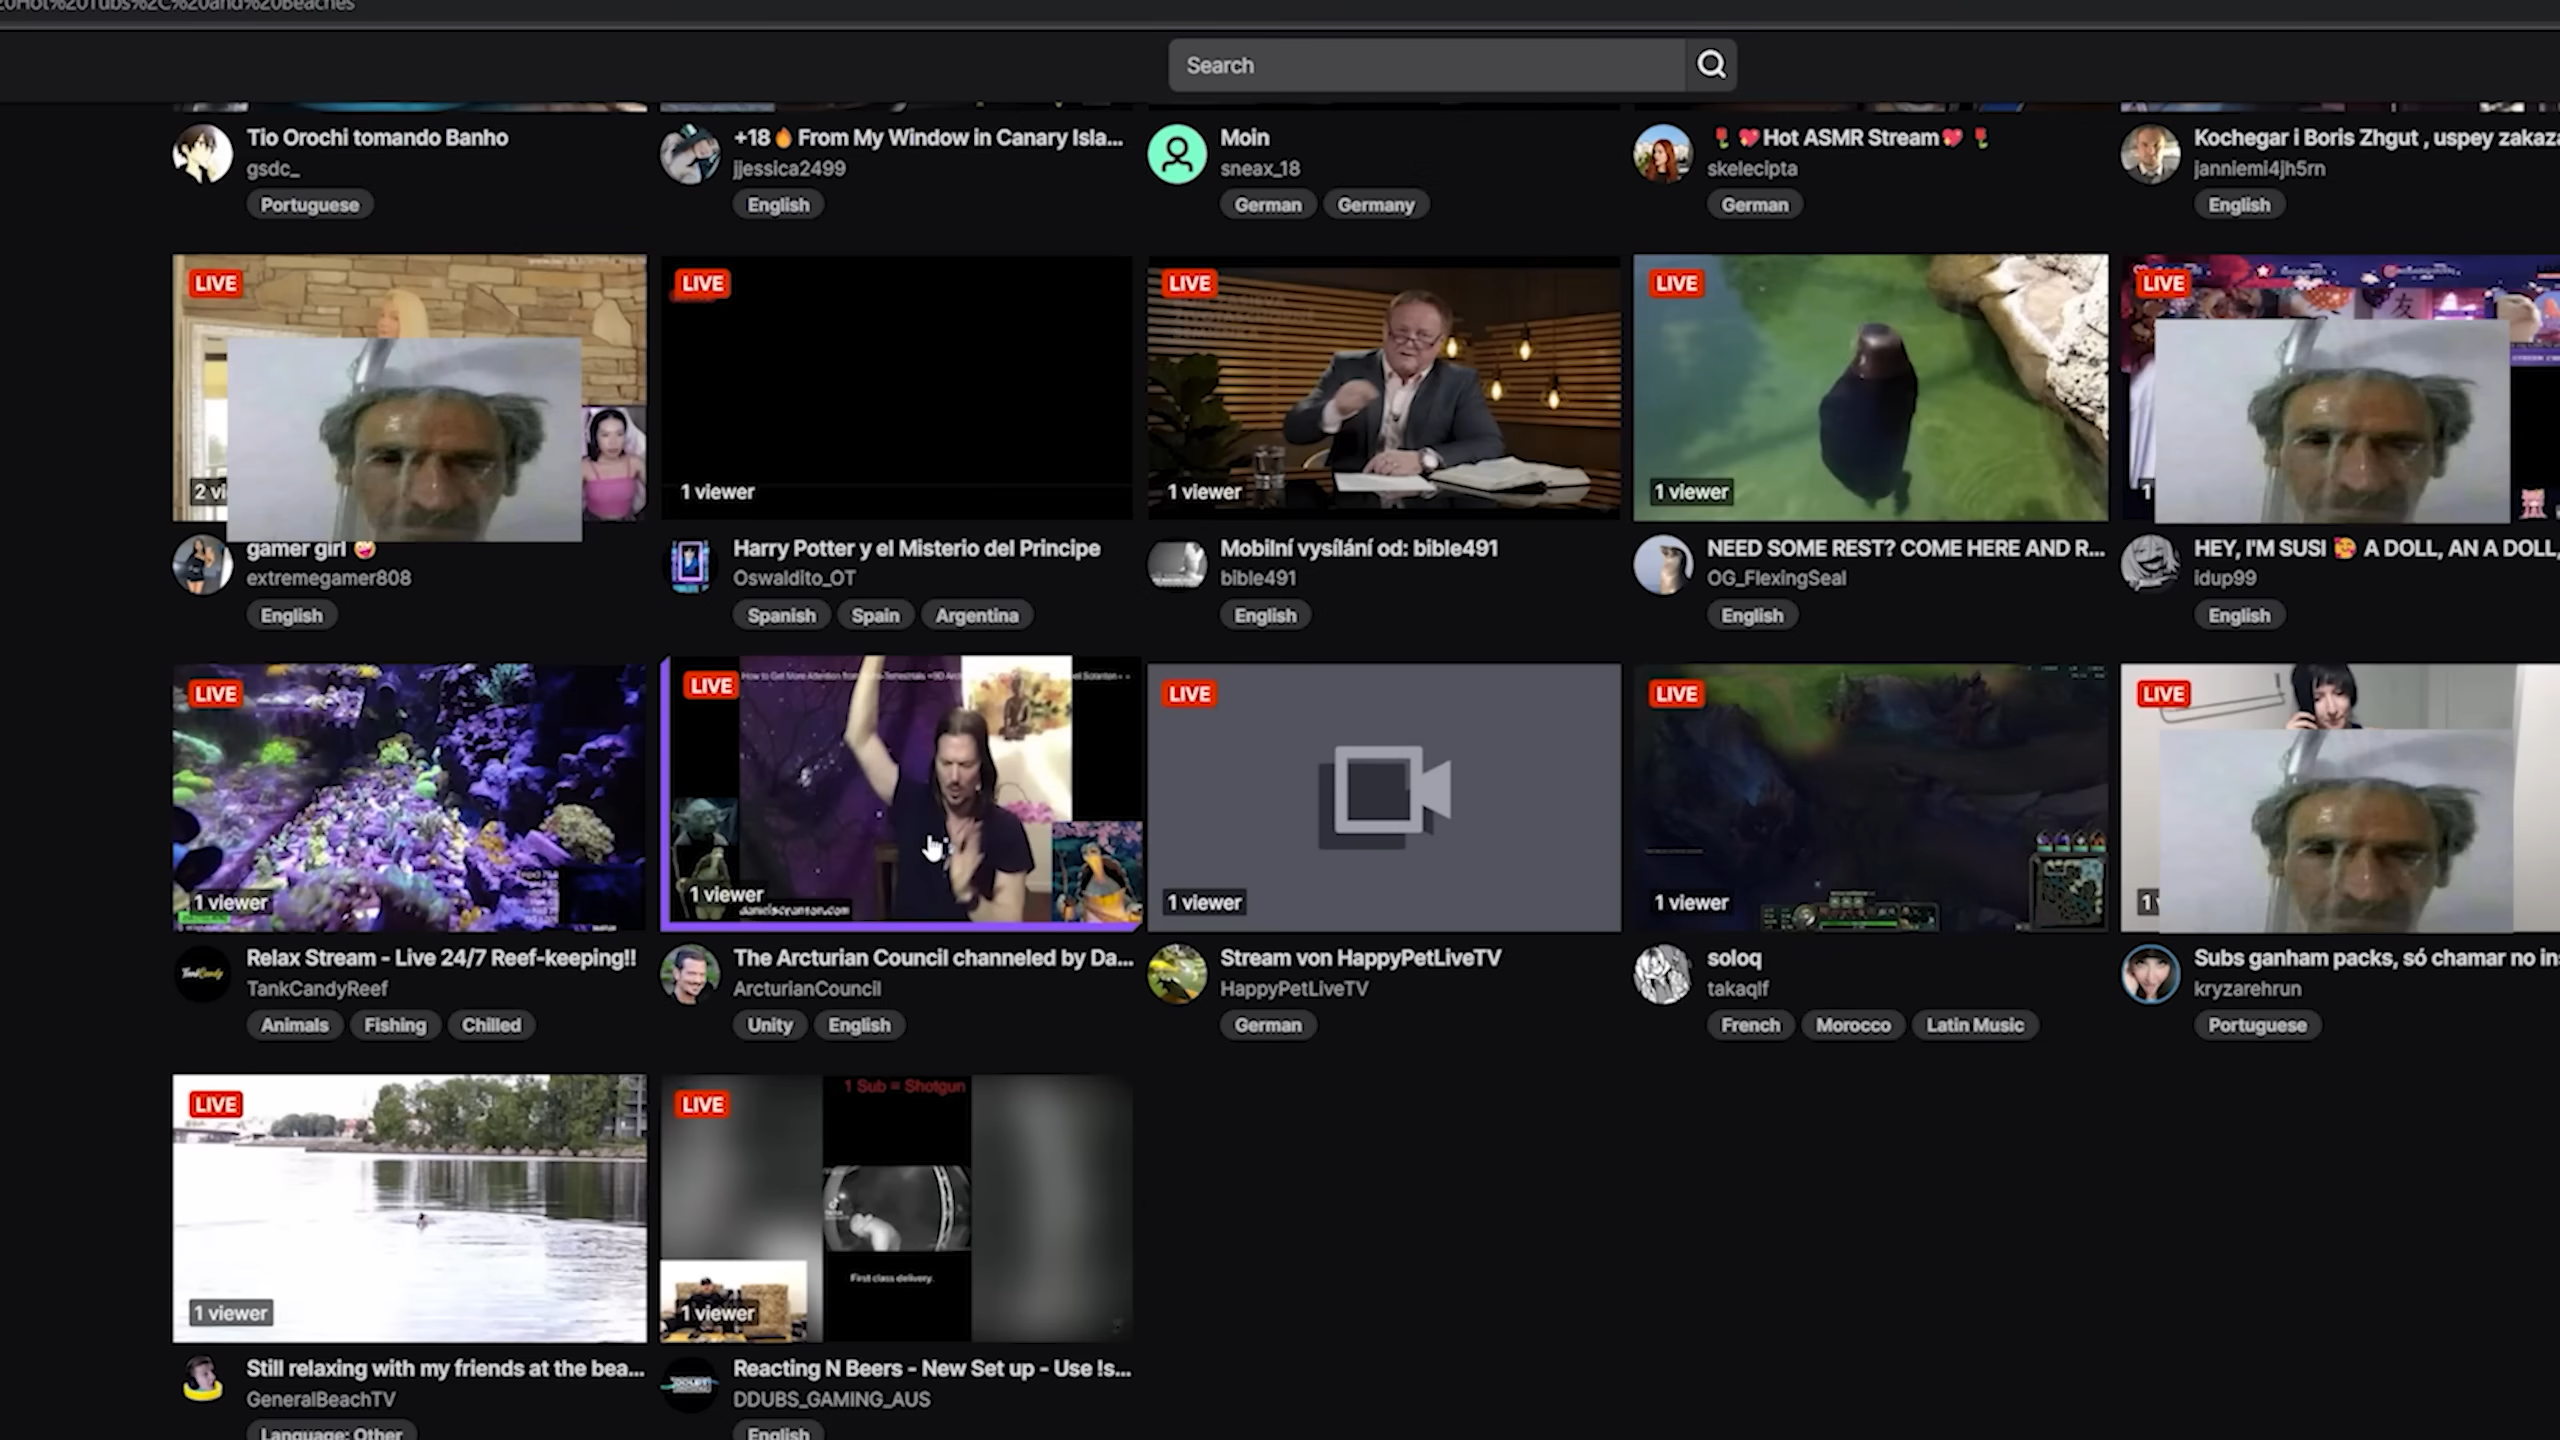 20Hot%20Tubs%2C%20and%20Beaches
Search
Tio Orochi tomando Banho
gsdc_
Portuguese
+18🔥From My Window in Canary Isla...
jjessica2499
English
Moin
sneax_18
German Germany
🌷💖Hot ASMR Stream💖🌷
skelecipta
German
Kochegar i Boris Zhgut , uspey zakaza
janniemi4jh5rn
English
LIVE
2 vi
gamer girl 🤪
extremegamer808
English
LIVE
1 viewer
Harry Potter y el Misterio del Principe
Oswaldito_OT
Spanish Spain Argentina
LIVE
1 viewer
Mobilní vysílání od: bible491
bible491
English
LIVE
1 viewer
NEED SOME REST? COME HERE AND R...
OG_FlexingSeal
English
LIVE
1
HEY, I'M SUSI 🥰 A DOLL, AN A DOLL,
idup99
English
LIVE
1 viewer
Relax Stream - Live 24/7 Reef-keeping!!
TankCandyReef
Animals Fishing Chilled
LIVE
How to Get More Attention from
1 viewer
danielscranton.com
The Arcturian Council channeled by Da...
ArcturianCouncil
Unity English
LIVE
1 viewer
Stream von HappyPetLiveTV
HappyPetLiveTV
German
LIVE
1 viewer
soloq
takaqlf
French Morocco Latin Music
LIVE
1
Subs ganham packs, só chamar no in
kryzarehrun
Portuguese
LIVE
1 viewer
Still relaxing with my friends at the bea...
GeneralBeachTV
Language: Other
LIVE
1 Sub = Shotgun
First class delivery.
1 viewer
Reacting N Beers - New Set up - Use !s...
DDUBS_GAMING_AUS
English